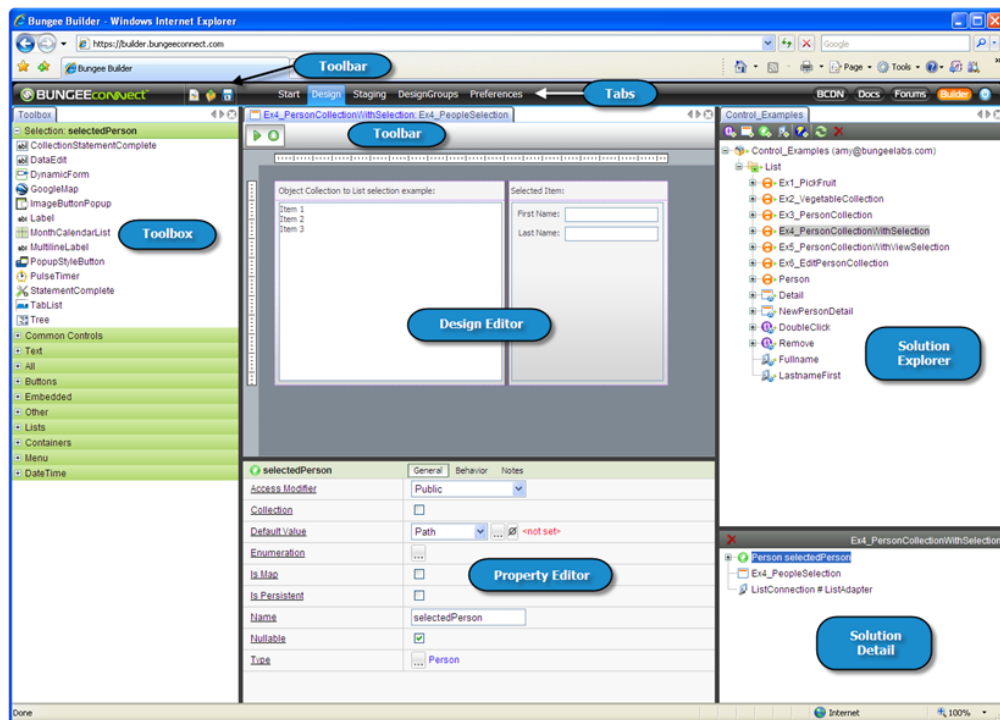 Bungee Builder - Windows Internet Explorer
https://builder.bungeeconnect.com
Google
Bungee Builder
Page
Tools
Toolbar
BUNGEEconnect
Start
Design
Staging
DesignGroups
Preferences
Tabs
BCDN
Docs
Forums
Builder
Toolbox
Selection: selectedPerson
CollectionStatementComplete
DataEdit
DynamicForm
GoogleMap
ImageButtonPopup
Label
MonthCalendarList
MultilineLabel
PopupStyleButton
PulseTimer
StatementComplete
TabList
Tree
Common Controls
Text
All
Buttons
Embedded
Other
Lists
Containers
Menu
DateTime
Toolbox
Ex4_PersonCollectionWithSelection: Ex4_PeopleSelection
Toolbar
Object Collection to List selection example:
Item 1
Item 2
Item 3
Selected Item:
First Name:
Last Name:
Design Editor
selectedPerson
General
Behavior
Notes
Access Modifier
Public
Collection
Default Value
Path
...
<not set>
Enumeration
...
Is Map
Is Persistent
Name
selectedPerson
Nullable
Type
...
Person
Property Editor
Control_Examples
Control_Examples (amy@bungeelabs.com)
List
Ex1_PickFruit
Ex2_VegetableCollection
Ex3_PersonCollection
Ex4_PersonCollectionWithSelection
Ex5_PersonCollectionWithViewSelection
Ex6_EditPersonCollection
Person
Detail
NewPersonDetail
DoubleClick
Remove
Fullname
LastnameFirst
Solution
Explorer
Ex4_PersonCollectionWithSelection
Person selectedPerson
Ex4_PeopleSelection
ListConnection # ListAdapter
Solution
Detail
Done
Internet
100%